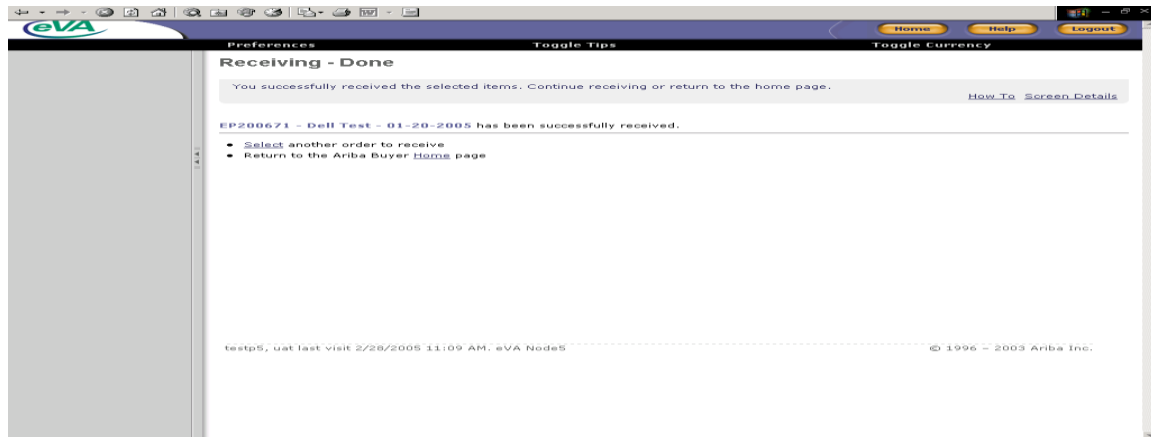 eVA
Home Help Logout
Preferences Toggle Tips Toggle Currency
Receiving - Done
You successfully received the selected items. Continue receiving or return to the home page.
How To Screen Details
EP200671 - Dell Test - 01-20-2005 has been successfully received.
Select another order to receive
Return to the Ariba Buyer Home page
testp5, uat last visit 2/28/2005 11:09 AM, eVA Node5 © 1996 - 2003 Ariba Inc.